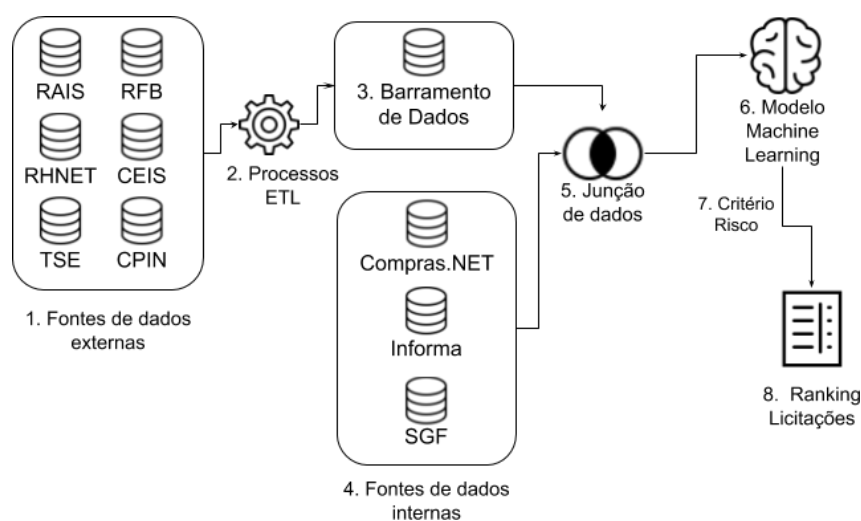 RAIS RFB
RHNET CEIS
TSE CPIN
1. Fontes de dados
externas
2. Processos
ETL
3. Barramento
de Dados
Compras.NET
Informa
SGF
4. Fontes de dados
internas
5. Junção
de dados
6. Modelo
Machine
Learning
7. Critério
Risco
8. Ranking
Licitações